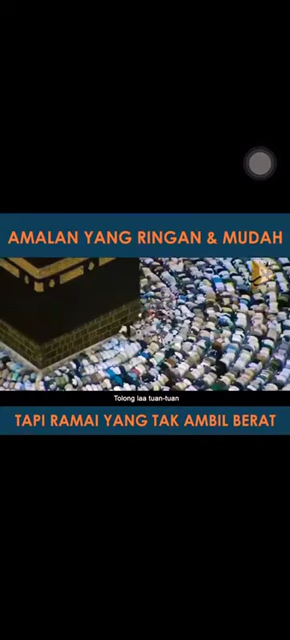 AMALAN YANG RINGAN & MUDAH
Tolong laa tuan-tuan
TAPI RAMAI YANG TAK AMBIL BERAT